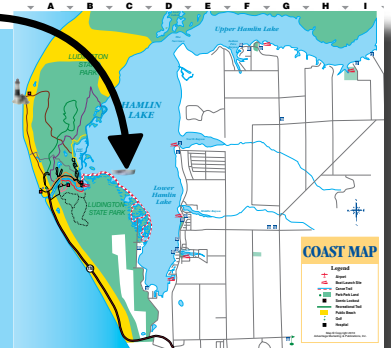 A B C D E F G H I
Upper Hamlin Lake
LUDINGTON
STATE
PARK
HAMLIN
LAKE
Lower
Hamlin
Lake
LUDINGTON
STATE PARK
COAST MAP
Legend
Airport
Boat Launch Site
Canoe Trail
Park/Park Land
Scenic Lookout
Recreational Trail
Public Beach
Golf
Hospital